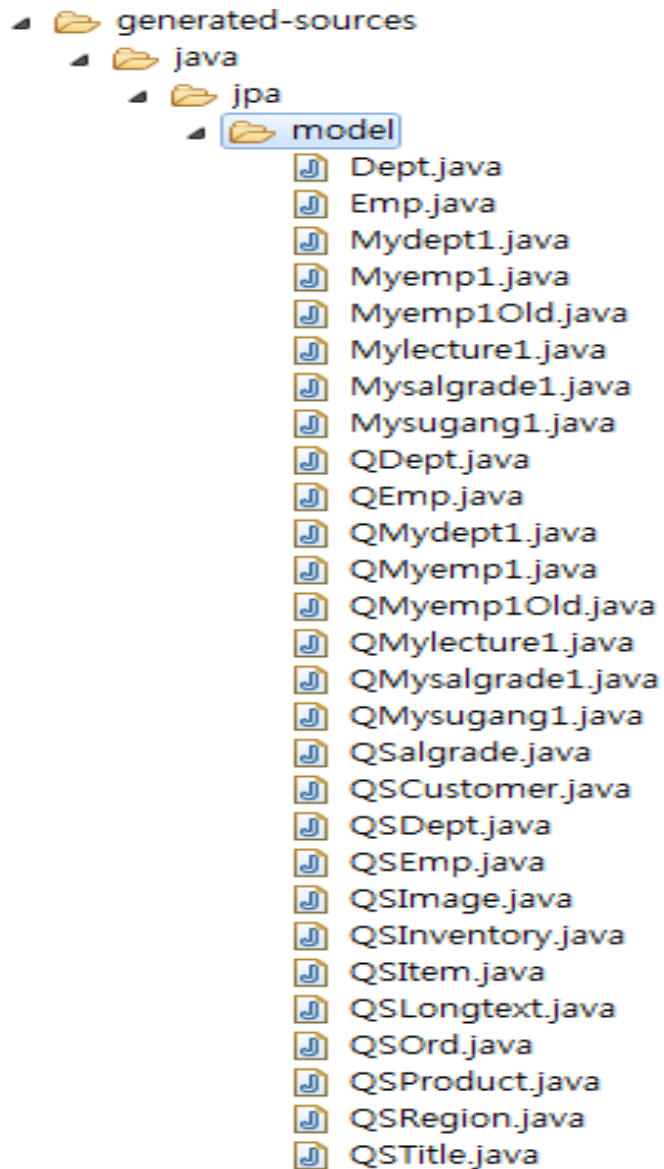 generated-sources
java
jpa
model
Dept.java
Emp.java
Mydept1.java
Myemp1.java
Myemp1Old.java
Mylecture1.java
Mysalgrade1.java
Mysugang1.java
QDept.java
QEmp.java
QMydept1.java
QMyemp1.java
QMyemp1Old.java
QMylecture1.java
QMysalgrade1.java
QMysugang1.java
QSalgrade.java
QSCustomer.java
QSDept.java
QSEmp.java
QSImage.java
QSInventory.java
QSItem.java
QSLongtext.java
QSOrd.java
QSProduct.java
QSRegion.java
QSTitle.java